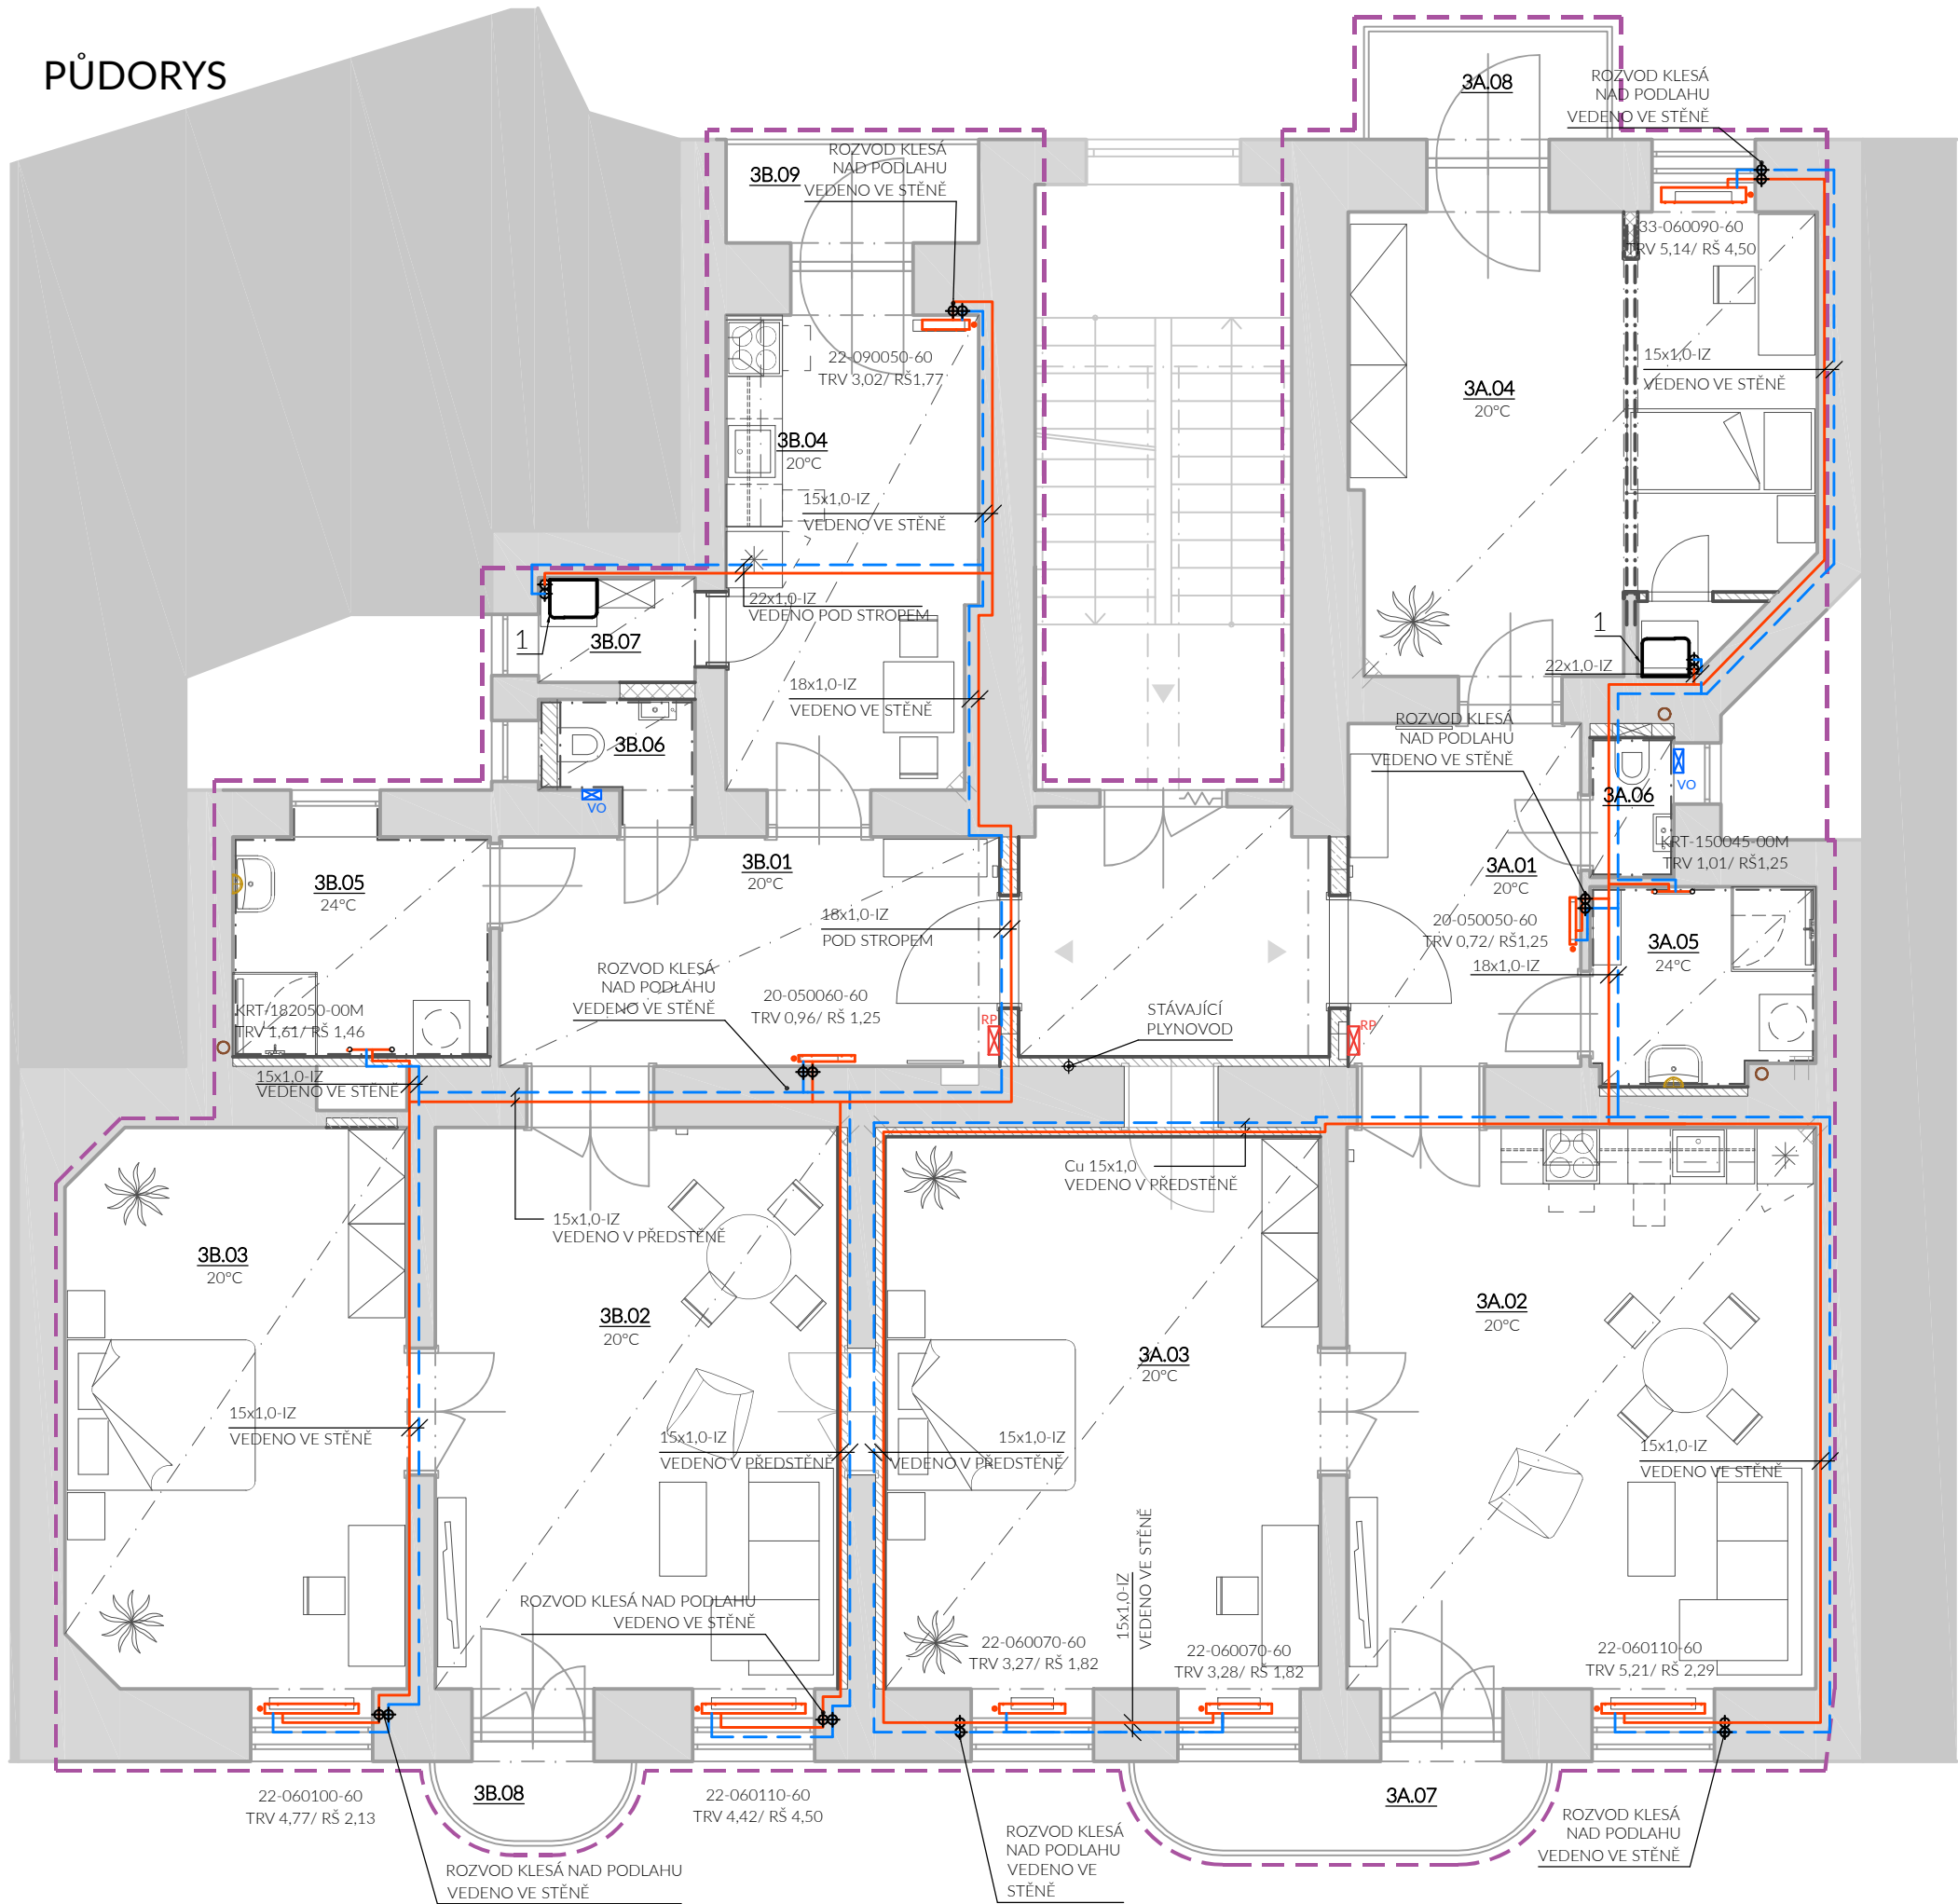 PŮDORYS
3A.08
ROZVOD KLESÁ
NAD PODLAHU
VEDENO VE STĚNĚ
3B.09
ROZVOD KLESÁ
NAD PODLAHU
VEDENO VE STĚNĚ
33-060090-60
TRV 5,14/ RŠ 4,50
22-090050-60
TRV 3,02/ RŠ1,77
15x1,0-IZ
VEDENO VE STĚNĚ
3A.04
20°C
3B.04
20°C
15x1,0-IZ
VEDENO VE STĚNĚ
22x1,0-IZ
VEDENO POD STROPEM
1
3B.07
1
22x1,0-IZ
18x1,0-IZ
VEDENO VE STĚNĚ
ROZVOD KLESÁ
NAD PODLAHU
VEDENO VE STĚNĚ
3B.06
VO
VO
3A.06
KRT-150045-00M
TRV 1,01/ RŠ1,25
3B.05
24°C
3B.01
20°C
3A.01
20°C
18x1,0-IZ
POD STROPEM
20-050050-60
TRV 0,72/ RŠ1,25
18x1,0-IZ
3A.05
24°C
ROZVOD KLESÁ
NAD PODLAHU
VEDENO VE STĚNĚ
20-050060-60
TRV 0,96/ RŠ 1,25
KRT-182050-00M
TRV 1,61/ RŠ 1,46
RP
RP
STÁVAJÍCÍ
PLYNOVOD
15x1,0-IZ
VEDENO VE STĚNĚ
Cu 15x1,0
VEDENO V PŘEDSTĚNĚ
15x1,0-IZ
VEDENO V PŘEDSTĚNĚ
3B.03
20°C
3B.02
20°C
3A.03
20°C
3A.02
20°C
15x1,0-IZ
VEDENO VE STĚNĚ
15x1,0-IZ
VEDENO V PŘEDSTĚNĚ
15x1,0-IZ
VEDENO V PŘEDSTĚNĚ
15x1,0-IZ
VEDENO VE STĚNĚ
15x1,0-IZ
VEDENO VE STĚNĚ
ROZVOD KLESÁ NAD PODLAHU
VEDENO VE STĚNĚ
22-060070-60
TRV 3,27/ RŠ 1,82
22-060070-60
TRV 3,28/ RŠ 1,82
22-060110-60
TRV 5,21/ RŠ 2,29
22-060100-60
TRV 4,77/ RŠ 2,13
3B.08
22-060110-60
TRV 4,42/ RŠ 4,50
3A.07
ROZVOD KLESÁ NAD PODLAHU
VEDENO VE STĚNĚ
ROZVOD KLESÁ
NAD PODLAHU
VEDENO VE
STĚNĚ
ROZVOD KLESÁ
NAD PODLAHU
VEDENO VE STĚNĚ